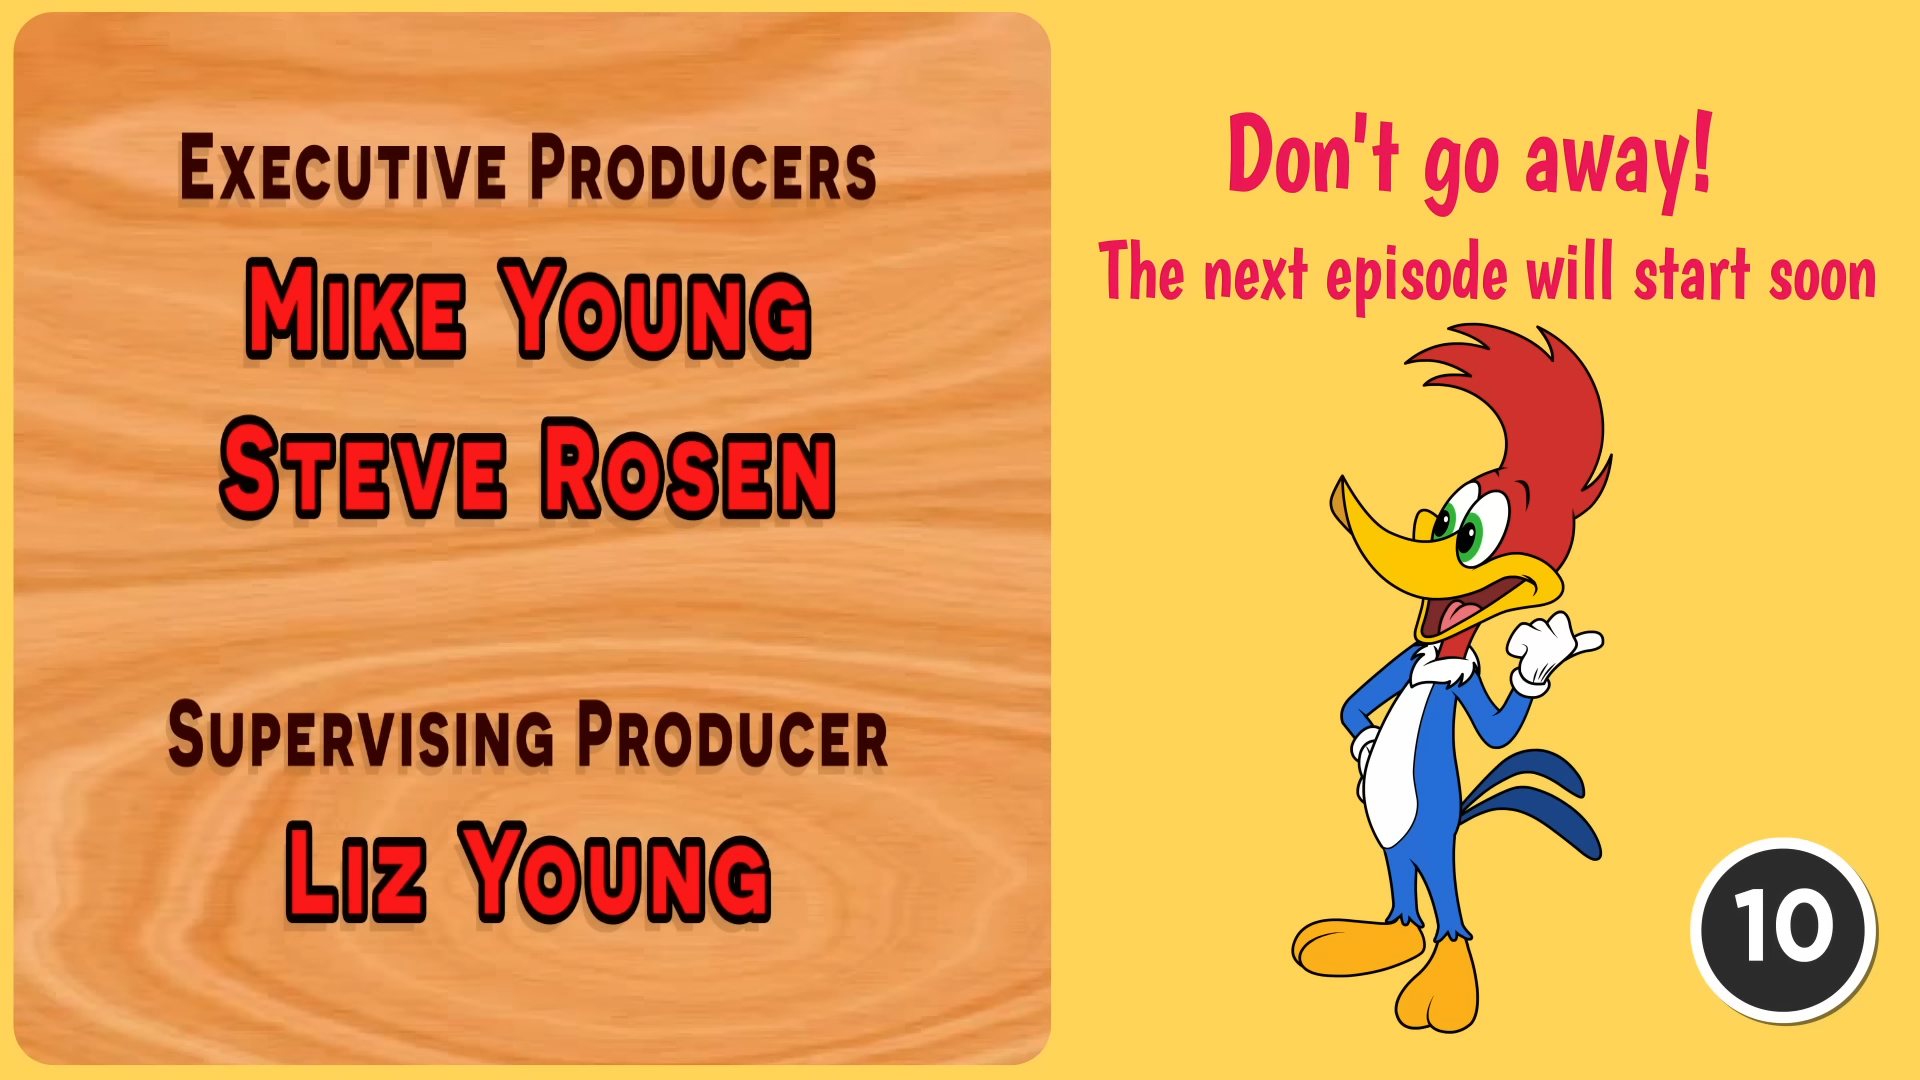 Executive Producers
Mike Young
Steve Rosen
Supervising Producer
Liz Young
Don't go away!
The next episode will start soon
10